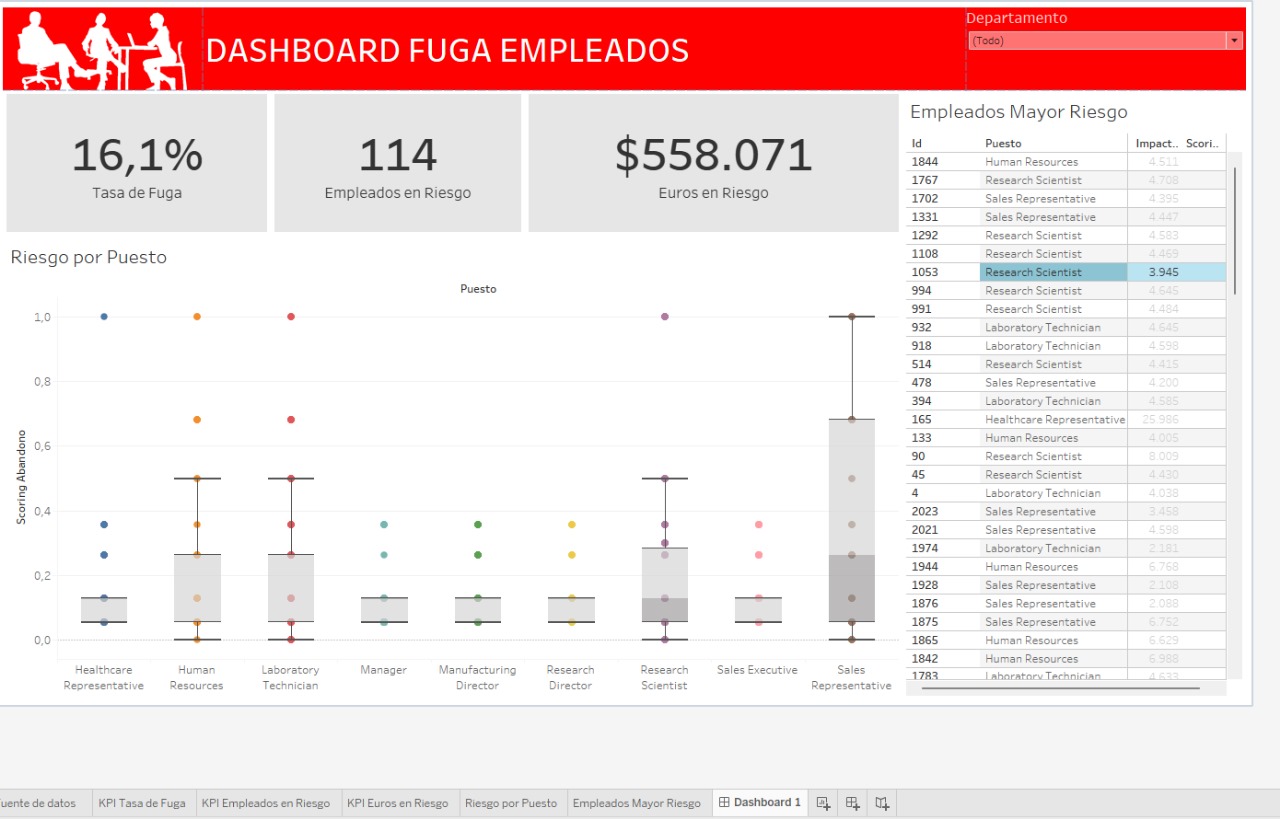 Departamento
(Todo)
DASHBOARD FUGA EMPLEADOS
16,1%
Tasa de Fuga
114
Empleados en Riesgo
$558.071
Euros en Riesgo
Empleados Mayor Riesgo
Id Puesto Impact.. Scori..
1844 Human Resources 4.511
1767 Research Scientist 4.708
1702 Sales Representative 4.395
1331 Sales Representative 4.447
1292 Research Scientist 4.583
1108 Research Scientist 4.469
1053 Research Scientist 3.945
994 Research Scientist 4.645
991 Research Scientist 4.484
932 Laboratory Technician 4.645
918 Laboratory Technician 4.598
514 Research Scientist 4.415
478 Sales Representative 4.200
394 Laboratory Technician 4.585
165 Healthcare Representative 25.986
133 Human Resources 4.005
90 Research Scientist 8.009
45 Research Scientist 4.430
4 Laboratory Technician 4.038
2023 Sales Representative 3.458
2021 Sales Representative 4.598
1974 Laboratory Technician 2.181
1944 Human Resources 6.768
1928 Sales Representative 2.108
1876 Sales Representative 2.088
1875 Sales Representative 6.752
1865 Human Resources 6.629
1842 Human Resources 6.988
1783 Laboratory Technician 4.633
Riesgo por Puesto
Puesto
Scoring Abandono
1,0
0,8
0,6
0,4
0,2
0,0
Healthcare Representative
Human Resources
Laboratory Technician
Manager
Manufacturing Director
Research Director
Research Scientist
Sales Executive
Sales Representative
uente de datos
KPI Tasa de Fuga
KPI Empleados en Riesgo
KPI Euros en Riesgo
Riesgo por Puesto
Empleados Mayor Riesgo
Dashboard 1